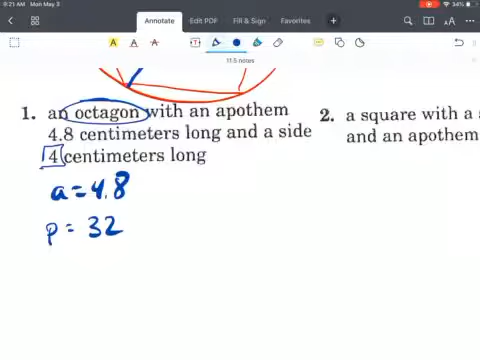 9:21 AM Mon May 3
34%
Annotate
Edit PDF
Fill & Sign
Favorites
11.5 notes
1. an octagon with an apothem
4.8 centimeters long and a side
4 centimeters long
2. a square with a s
and an apothem
a = 4.8
p = 32